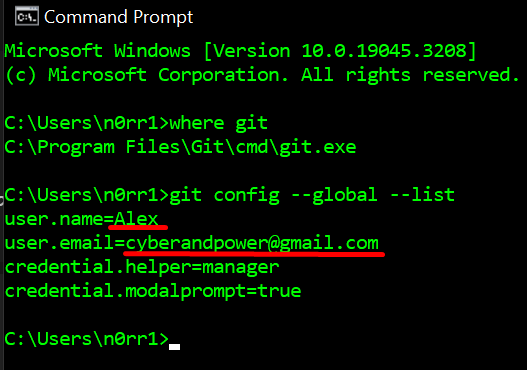 Command Prompt
Microsoft Windows [Version 10.0.19045.3208]
(c) Microsoft Corporation. All rights reserved.
C:\Users\n0rr1>where git
C:\Program Files\Git\cmd\git.exe
C:\Users\n0rr1>git config --global --list
user.name=Alex
user.email=cyberandpower@gmail.com
credential.helper=manager
credential.modalprompt=true
C:\Users\n0rr1>